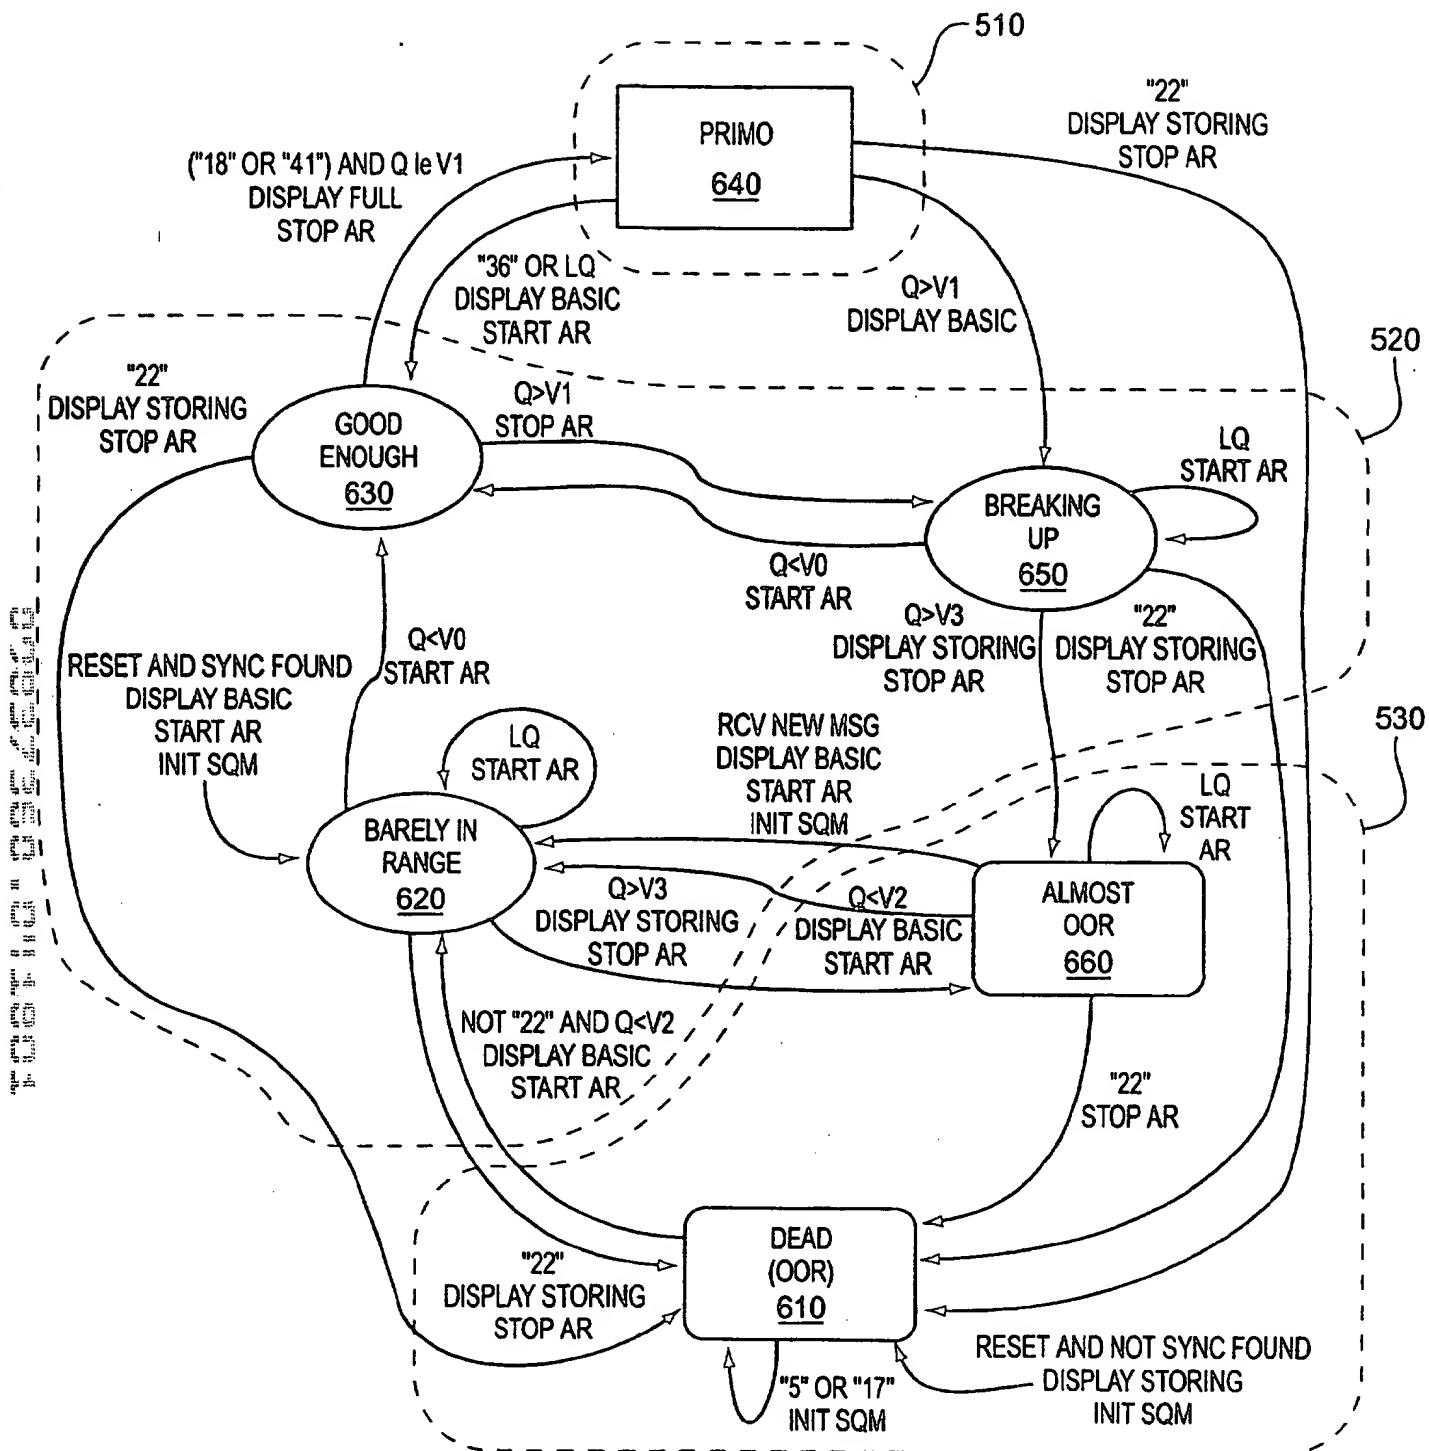 510
"22"
DISPLAY STORING
STOP AR
PRIMO
640
("18" OR "41") AND Q le V1
DISPLAY FULL
STOP AR
"36" OR LQ
DISPLAY BASIC
START AR
Q>V1
DISPLAY BASIC
520
"22"
DISPLAY STORING
STOP AR
GOOD
ENOUGH
630
Q>V1
STOP AR
LQ
START AR
BREAKING
UP
650
Q<V0
START AR
Q>V3
DISPLAY STORING
STOP AR
"22"
DISPLAY STORING
STOP AR
Q<V0
START AR
RESET AND SYNC FOUND
DISPLAY BASIC
START AR
INIT SQM
530
LQ
START AR
RCV NEW MSG
DISPLAY BASIC
START AR
INIT SQM
LQ
START
AR
BARELY IN
RANGE
620
Q>V3
DISPLAY STORING
STOP AR
Q<V2
DISPLAY BASIC
START AR
ALMOST
OOR
660
NOT "22" AND Q<V2
DISPLAY BASIC
START AR
"22"
STOP AR
DEAD
(OOR)
610
"22"
DISPLAY STORING
STOP AR
"5" OR "17"
INIT SQM
RESET AND NOT SYNC FOUND
DISPLAY STORING
INIT SQM